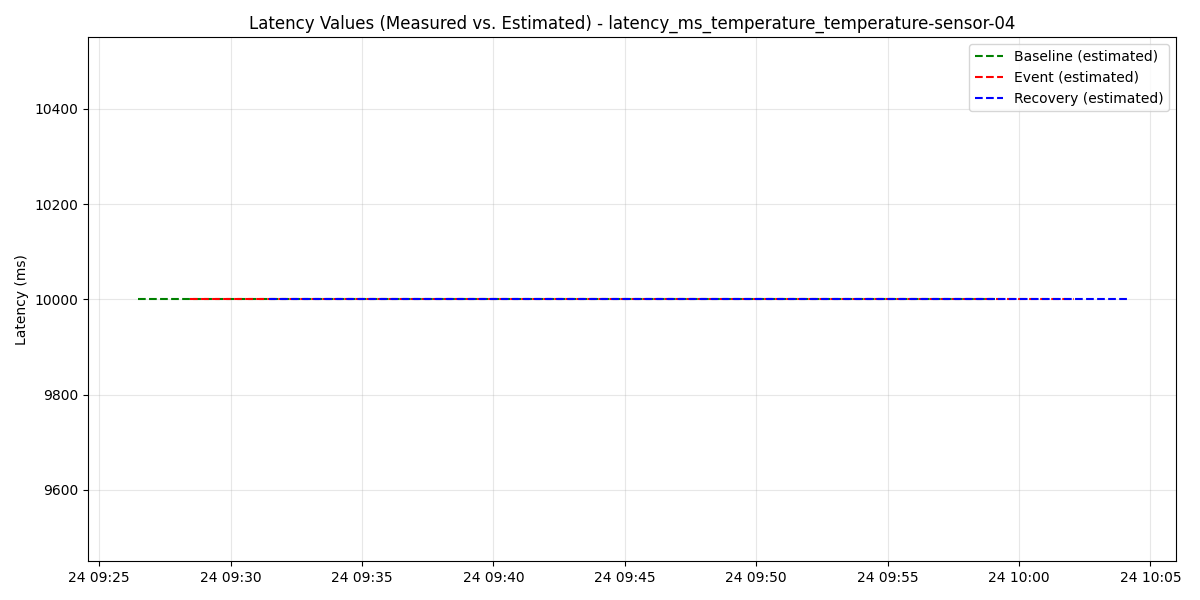 Latency Values (Measured vs. Estimated) - latency_ms_temperature_temperature-sensor-04
Baseline (estimated)
Event (estimated)
Recovery (estimated)
Latency (ms)
10400
10200
10000
9800
9600
24 09:25 24 09:30 24 09:35 24 09:40 24 09:45 24 09:50 24 09:55 24 10:00 24 10:05